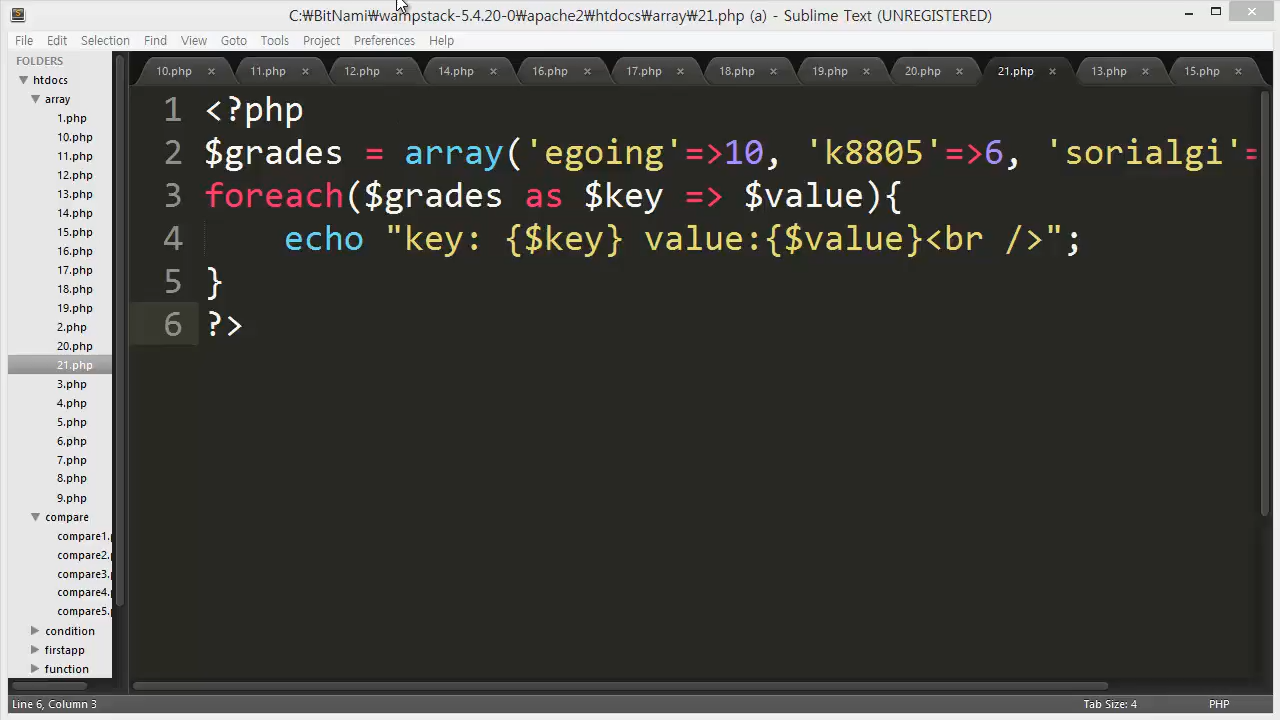 C:₩BitNami₩wampstack-5.4.20-0₩apache2₩htdocs₩array₩21.php (a) - Sublime Text (UNREGISTERED)
File Edit Selection Find View Goto Tools Project Preferences Help
FOLDERS
htdocs
array
1.php
10.php
11.php
12.php
13.php
14.php
15.php
16.php
17.php
18.php
19.php
2.php
20.php
21.php
3.php
4.php
5.php
6.php
7.php
8.php
9.php
compare
compare1.
compare2.
compare3.
compare4.
compare5.
condition
firstapp
function
10.php × 11.php × 12.php × 14.php × 16.php × 17.php × 18.php × 19.php × 20.php × 21.php × 13.php × 15.php ×
1 <?php
2 $grades = array('egoing'=>10, 'k8805'=>6, 'sorialgi'=
3 foreach($grades as $key => $value){
4 echo "key: {$key} value:{$value}<br />";
5 }
6 ?>
Line 6, Column 3 Tab Size: 4 PHP